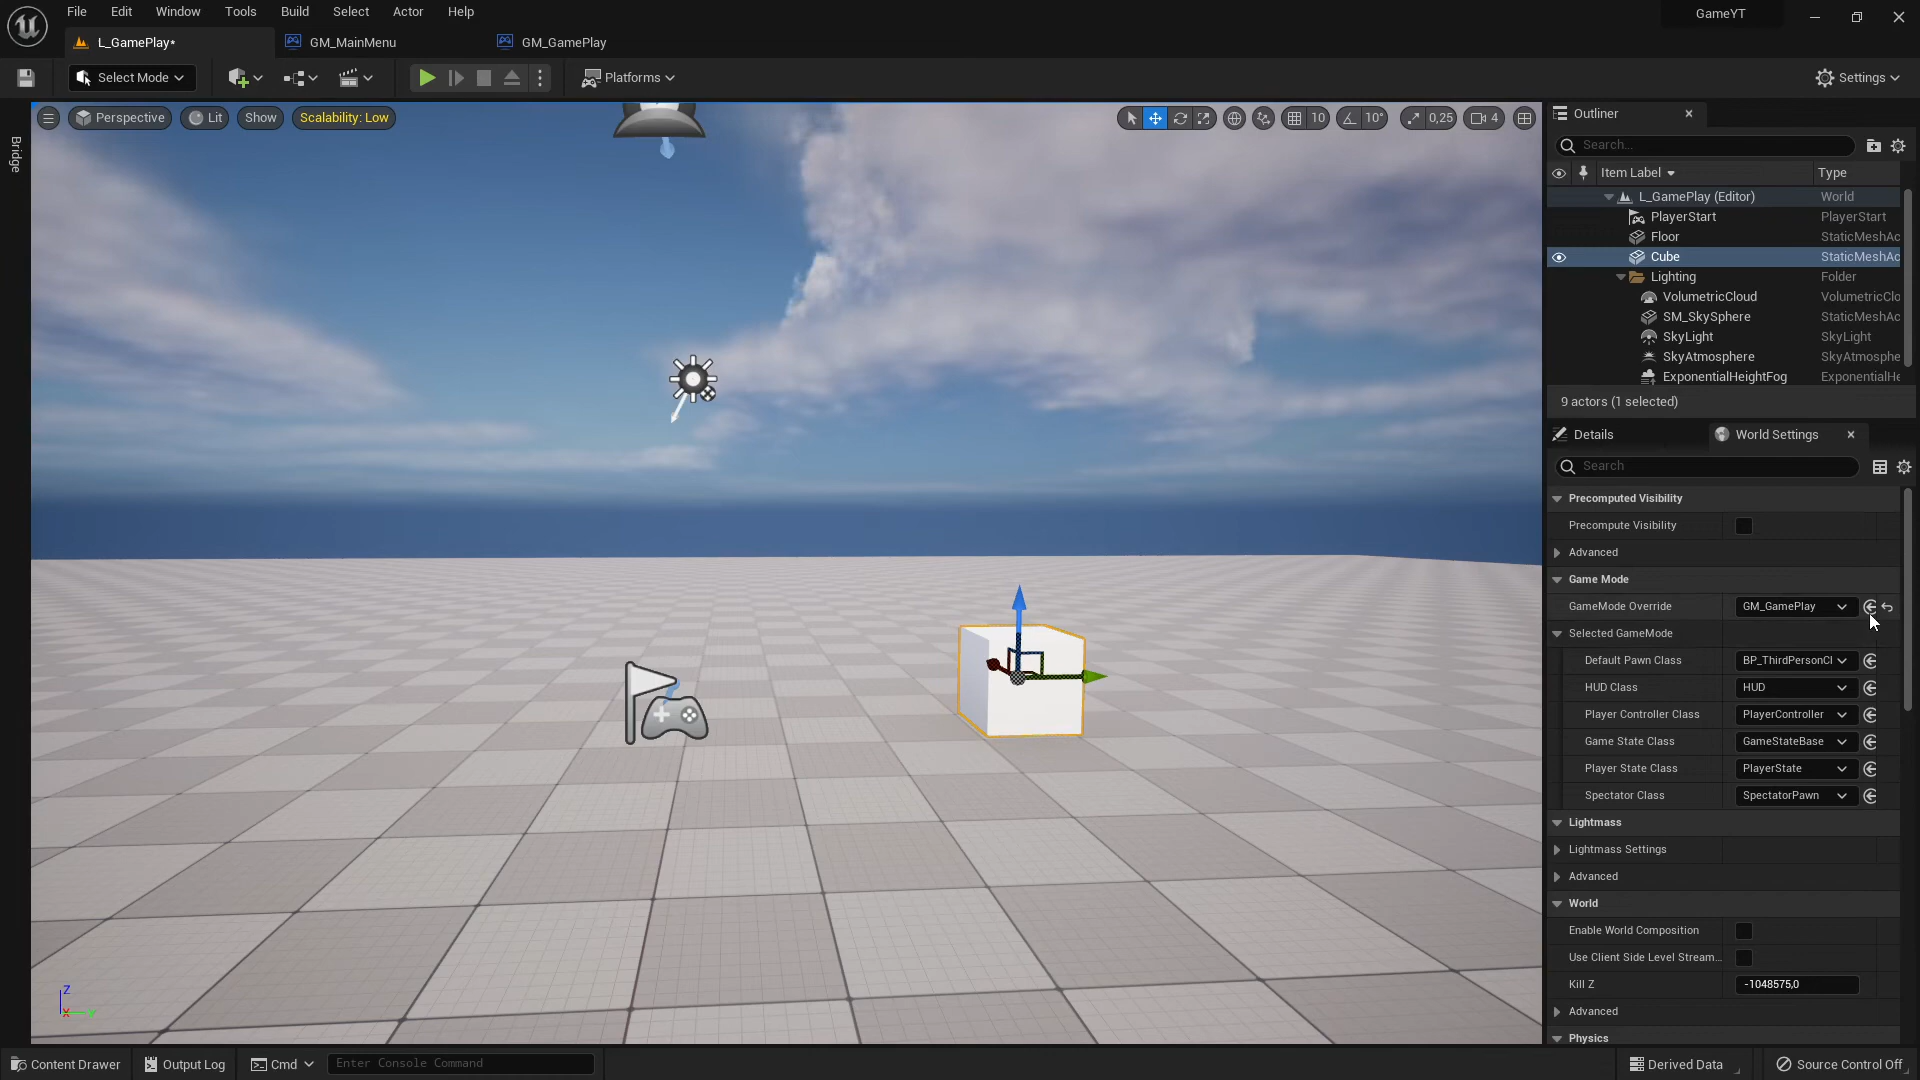 File Edit Window Tools Build Select Actor Help
GameYT
L_GamePlay*
GM_MainMenu
GM_GamePlay
Select Mode
Platforms
Settings
Bridge
Perspective
Lit
Show
Scalability: Low
10
10°
0,25
4
Outliner
Search...
Item Label
Type
L_GamePlay (Editor) World
PlayerStart PlayerStart
Floor StaticMeshAc
Cube StaticMeshAc
Lighting Folder
VolumetricCloud VolumetricClo
SM_SkySphere StaticMeshAc
SkyLight SkyLight
SkyAtmosphere SkyAtmosphe
ExponentialHeightFog ExponentialHe
9 actors (1 selected)
Details
World Settings
Search
Precomputed Visibility
Precompute Visibility
Advanced
Game Mode
GameMode Override GM_GamePlay
Selected GameMode
Default Pawn Class BP_ThirdPersonCl
HUD Class HUD
Player Controller Class PlayerController
Game State Class GameStateBase
Player State Class PlayerState
Spectator Class SpectatorPawn
Lightmass
Lightmass Settings
Advanced
World
Enable World Composition
Use Client Side Level Stream...
Kill Z -1048575,0
Advanced
Physics
Z
X
Y
Content Drawer
Output Log
Cmd
Enter Console Command
Derived Data
Source Control Off